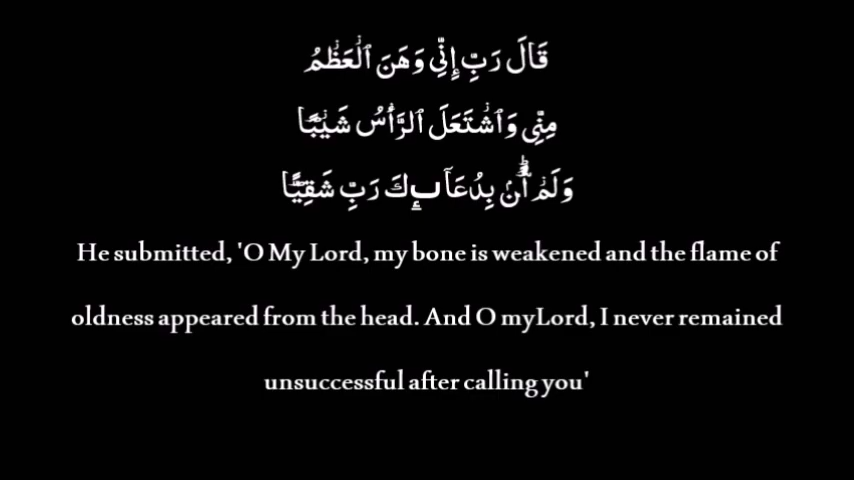 قَالَ رَبِّ إِنِّي وَهَنَ ٱلْعَظْمُ
مِنِّي وَٱشْتَعَلَ ٱلرَّأْسُ شَيْبًا
وَلَمْ أَكُنۢ بِدُعَآئِكَ رَبِّ شَقِيًّا
He submitted, 'O My Lord, my bone is weakened and the flame of
oldness appeared from the head. And O myLord, I never remained
unsuccessful after calling you'